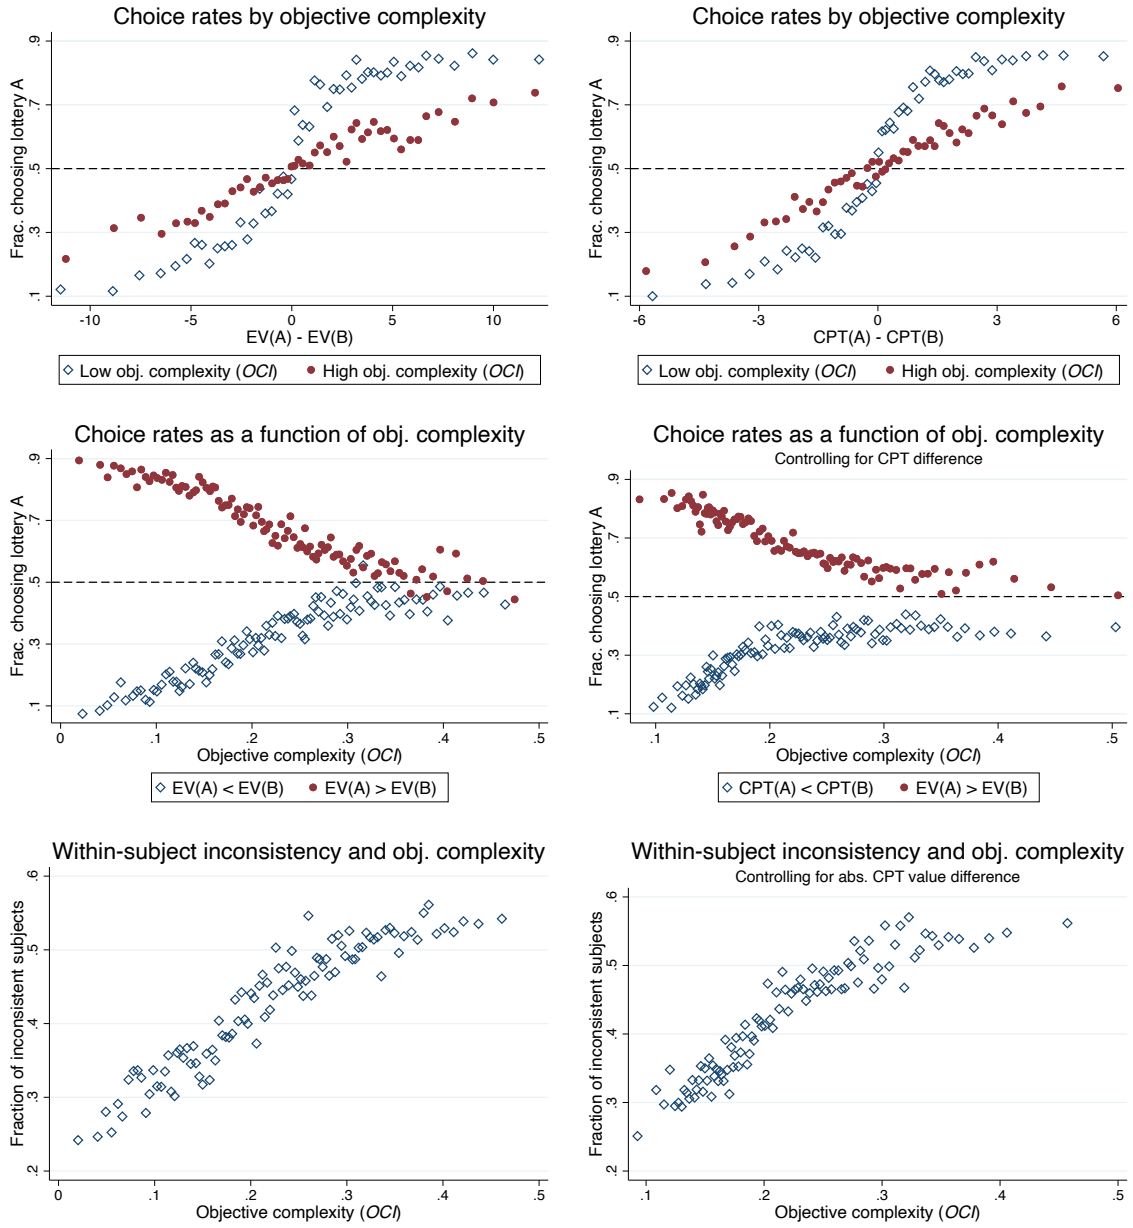 Choice rates by objective complexity
Frac. choosing lottery A
.9
.7
.5
.3
.1
-10 -5 0 5 10
EV(A) - EV(B)
Low obj. complexity (OCI) High obj. complexity (OCI)
Choice rates by objective complexity
Frac. choosing lottery A
.9
.7
.5
.3
.1
-6 -3 0 3 6
CPT(A) - CPT(B)
Low obj. complexity (OCI) High obj. complexity (OCI)
Choice rates as a function of obj. complexity
Frac. choosing lottery A
.9
.7
.5
.3
.1
0 .1 .2 .3 .4 .5
Objective complexity (OCI)
EV(A) < EV(B) EV(A) > EV(B)
Choice rates as a function of obj. complexity
Controlling for CPT difference
Frac. choosing lottery A
.9
.7
.5
.3
.1
.1 .2 .3 .4 .5
Objective complexity (OCI)
CPT(A) < CPT(B) EV(A) > EV(B)
Within-subject inconsistency and obj. complexity
Fraction of inconsistent subjects
.6
.5
.4
.3
.2
0 .1 .2 .3 .4 .5
Objective complexity (OCI)
Within-subject inconsistency and obj. complexity
Controlling for abs. CPT value difference
Fraction of inconsistent subjects
.6
.5
.4
.3
.2
.1 .2 .3 .4 .5
Objective complexity (OCI)